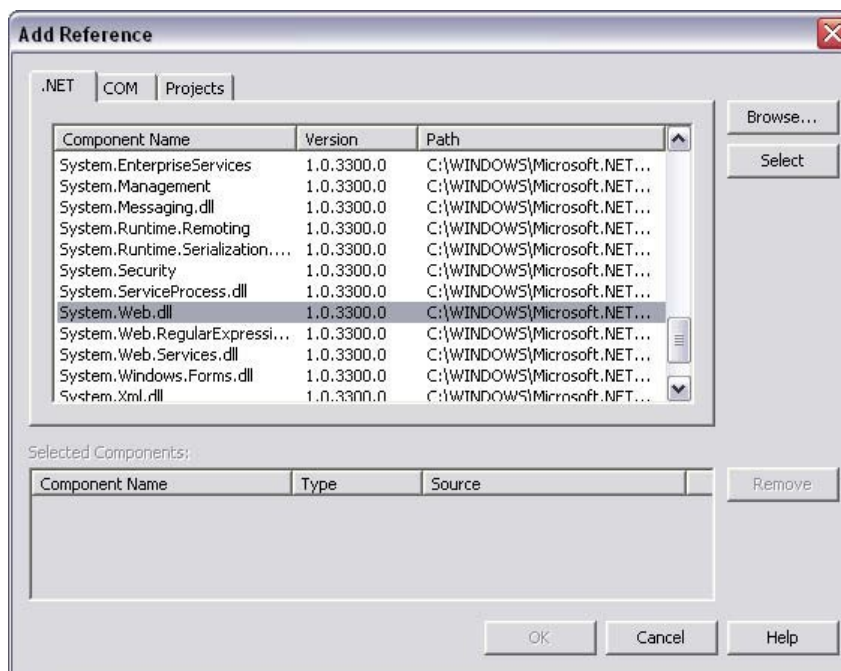 Add Reference
.NET COM Projects
Component Name Version Path
System.EnterpriseServices 1.0.3300.0 C:\WINDOWS\Microsoft.NET...
System.Management 1.0.3300.0 C:\WINDOWS\Microsoft.NET...
System.Messaging.dll 1.0.3300.0 C:\WINDOWS\Microsoft.NET...
System.Runtime.Remoting 1.0.3300.0 C:\WINDOWS\Microsoft.NET...
System.Runtime.Serialization.... 1.0.3300.0 C:\WINDOWS\Microsoft.NET...
System.Security 1.0.3300.0 C:\WINDOWS\Microsoft.NET...
System.ServiceProcess.dll 1.0.3300.0 C:\WINDOWS\Microsoft.NET...
System.Web.dll 1.0.3300.0 C:\WINDOWS\Microsoft.NET...
System.Web.RegularExpressi... 1.0.3300.0 C:\WINDOWS\Microsoft.NET...
System.Web.Services.dll 1.0.3300.0 C:\WINDOWS\Microsoft.NET...
System.Windows.Forms.dll 1.0.3300.0 C:\WINDOWS\Microsoft.NET...
System.Xml.dll 1.0.3300.0 C:\WINDOWS\Microsoft.NET...
Browse...
Select
Selected Components:
Component Name Type Source
Remove
OK Cancel Help